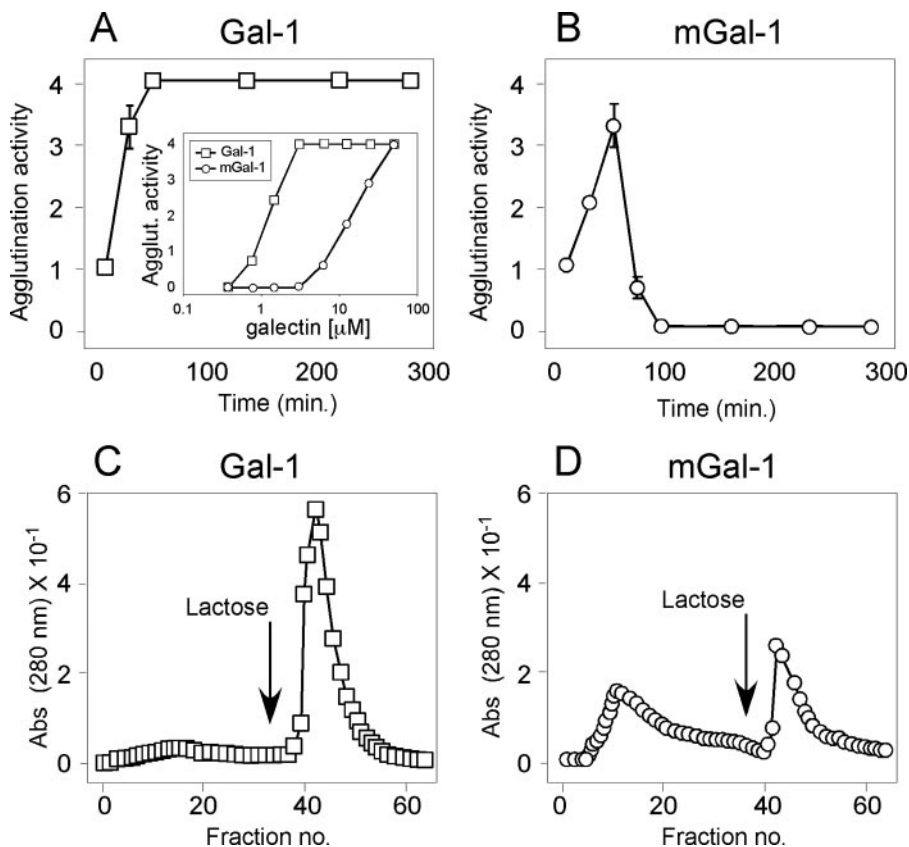 A Gal-1
Agglutination activity
4
3
2
1
0
0 100 200 300
Time (min.)
Gal-1
mGal-1
Agglut. activity
4
3
2
1
0
0.1 1 10 100
galectin [μM]
B mGal-1
Agglutination activity
4
3
2
1
0
0 100 200 300
Time (min.)
C Gal-1
Abs (280 nm) X 10⁻¹
6
4
2
0
Lactose
0 20 40 60
Fraction no.
D mGal-1
Abs (280 nm) X 10⁻¹
6
4
2
0
Lactose
0 20 40 60
Fraction no.